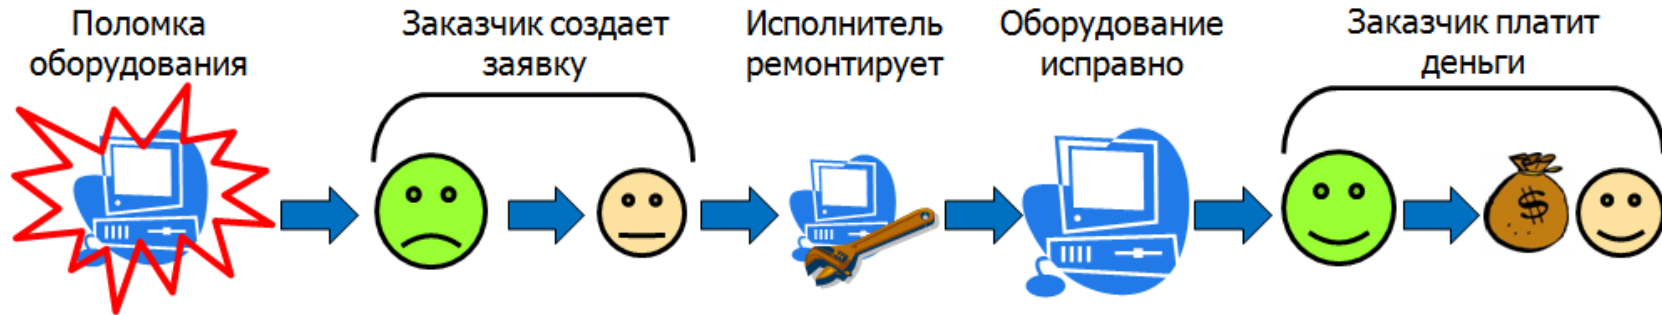 Поломка
оборудования
Заказчик создает
заявку
Исполнитель
ремонтирует
Оборудование
исправно
Заказчик платит
деньги
$